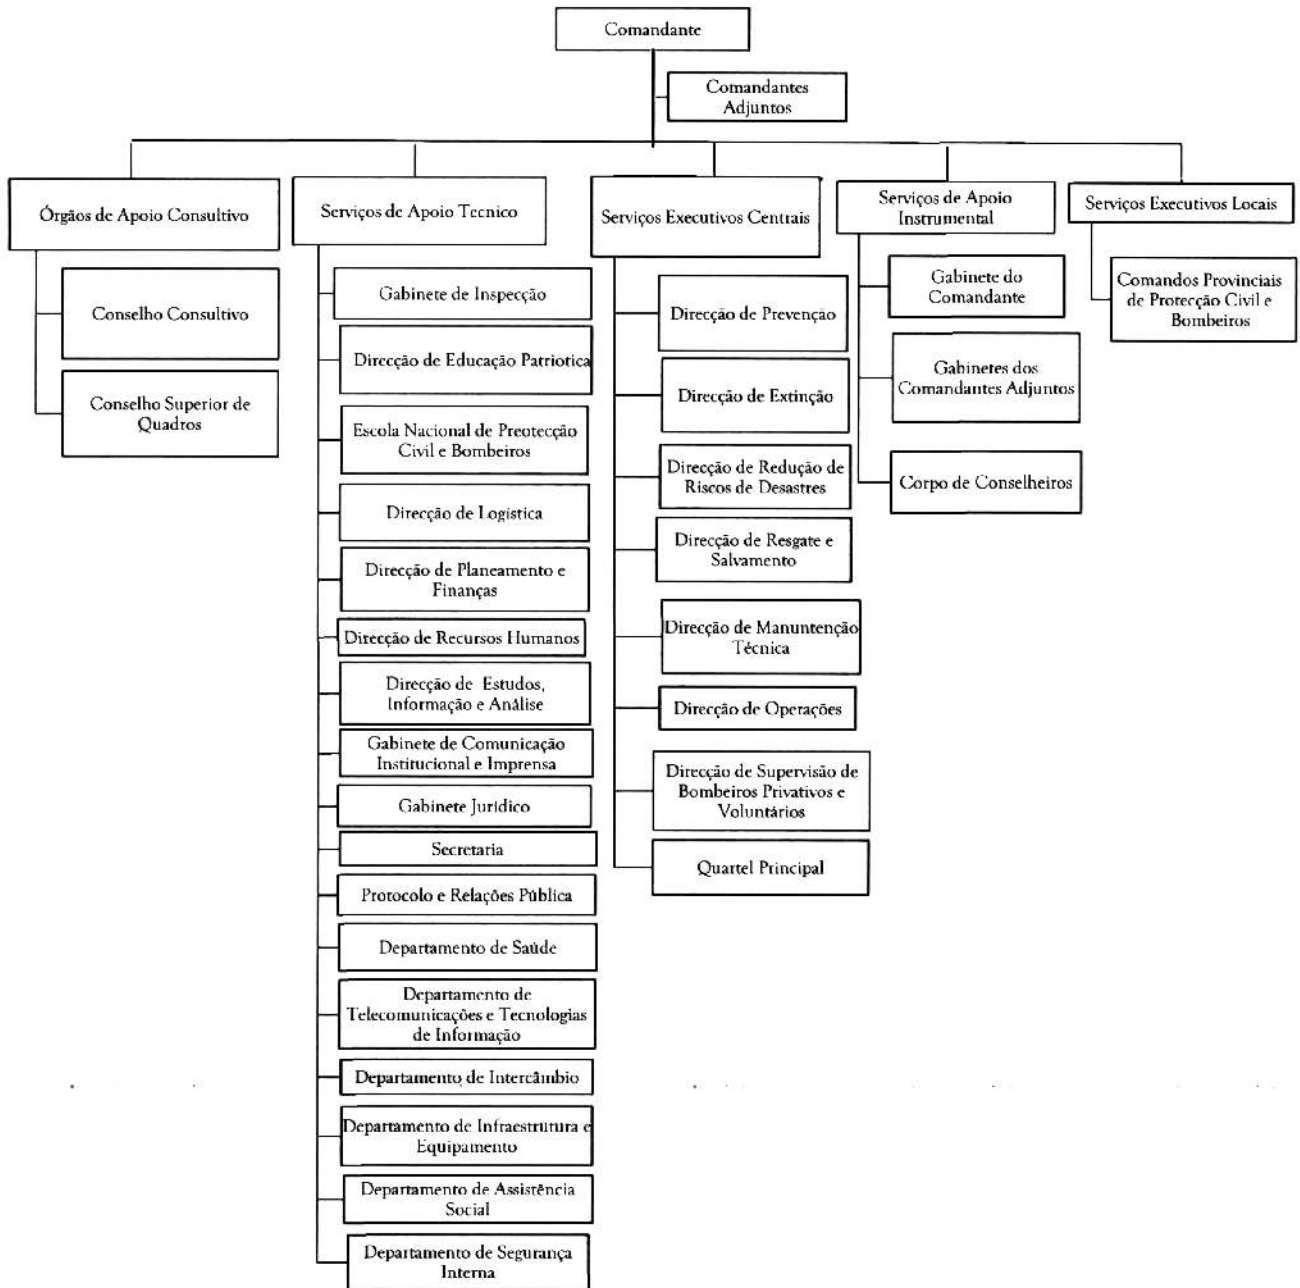 Comandante
Comandantes
Adjuntos
Órgãos de Apoio Consultivo
Conselho Consultivo
Conselho Superior de
Quadros
Serviços de Apoio Tecnico
Gabinete de Inspecção
Direcção de Educação Patriotica
Escola Nacional de Preotecção
Civil e Bombeiros
Direcção de Logística
Direcção de Planeamento e
Finanças
Direcção de Recursos Humanos
Direcção de Estudos,
Informação e Análise
Gabinete de Comunicação
Institucional e Imprensa
Gabinete Jurídico
Secretaria
Protocolo e Relações Pública
Departamento de Saúde
Departamento de
Telecomunicações e Tecnologias
de Informação
Departamento de Intercâmbio
Departamento de Infraestrutura e
Equipamento
Departamento de Assistência
Social
Departamento de Segurança
Interna
Serviços Executivos Centrais
Direcção de Prevenção
Direcção de Extinção
Direcção de Redução de
Riscos de Desastres
Direcção de Resgate e
Salvamento
Direcção de Manuntenção
Técnica
Direcção de Operações
Direcção de Supervisão de
Bombeiros Privativos e
Voluntários
Quartel Principal
Serviços de Apoio
Instrumental
Gabinete do
Comandante
Gabinetes dos
Comandantes Adjuntos
Corpo de Conselheiros
Serviços Executivos Locais
Comandos Provinciais
de Protecção Civil e
Bombeiros